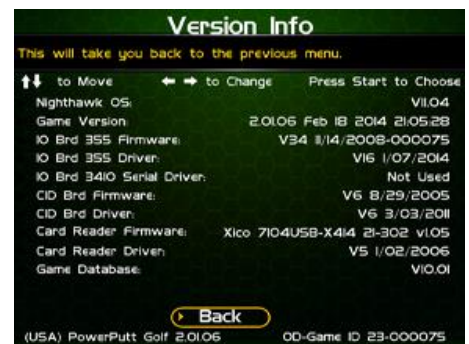 Version Info
This will take you back to the previous menu.
↑↓ to Move ← → to Change Press Start to Choose
Nighthawk OS: V11.04
Game Version: 2.01.06 Feb 18 2014 21:05:28
IO Brd 355 Firmware: V34 11/14/2008-000075
IO Brd 355 Driver: V16 1/07/2014
IO Brd 3410 Serial Driver: Not Used
CID Brd Firmware: V6 8/29/2005
CID Brd Driver: V6 3/03/2011
Card Reader Firmware: Xico 7104USB-X414 21-302 v1.05
Card Reader Driver: V5 1/02/2006
Game Database: V10.01
Back
(USA) PowerPutt Golf 2.01.06 OD-Game ID 23-000075